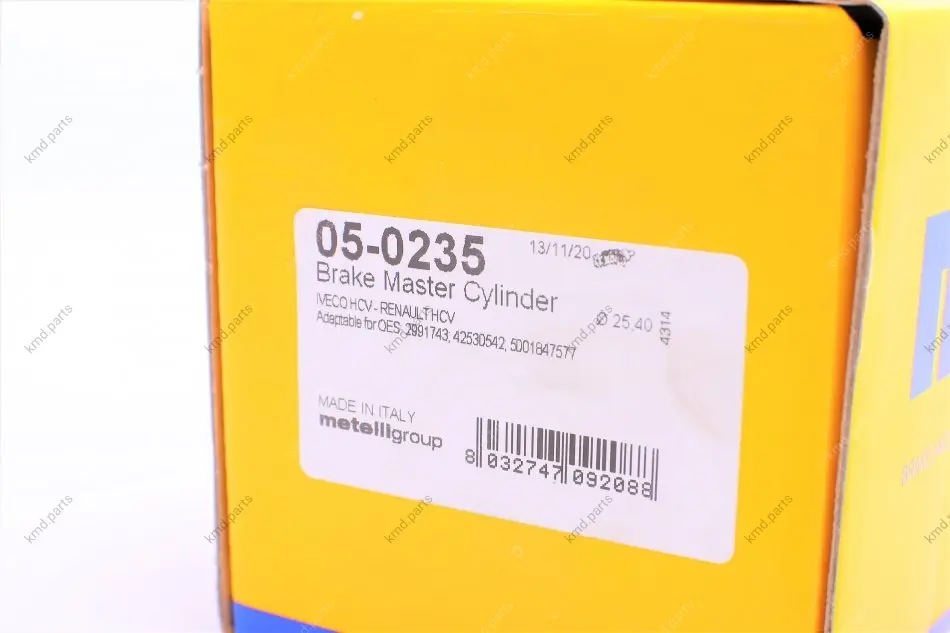 05-0235
13/11/20
Brake Master Cylinder
IVECO HCV - RENAULT HCV
Adaptable for OES, 2991743, 42530542, 5001847577
Ø 25,40
4314
MADE IN ITALY
metelligroup
8 032747 092088
kmd.parts